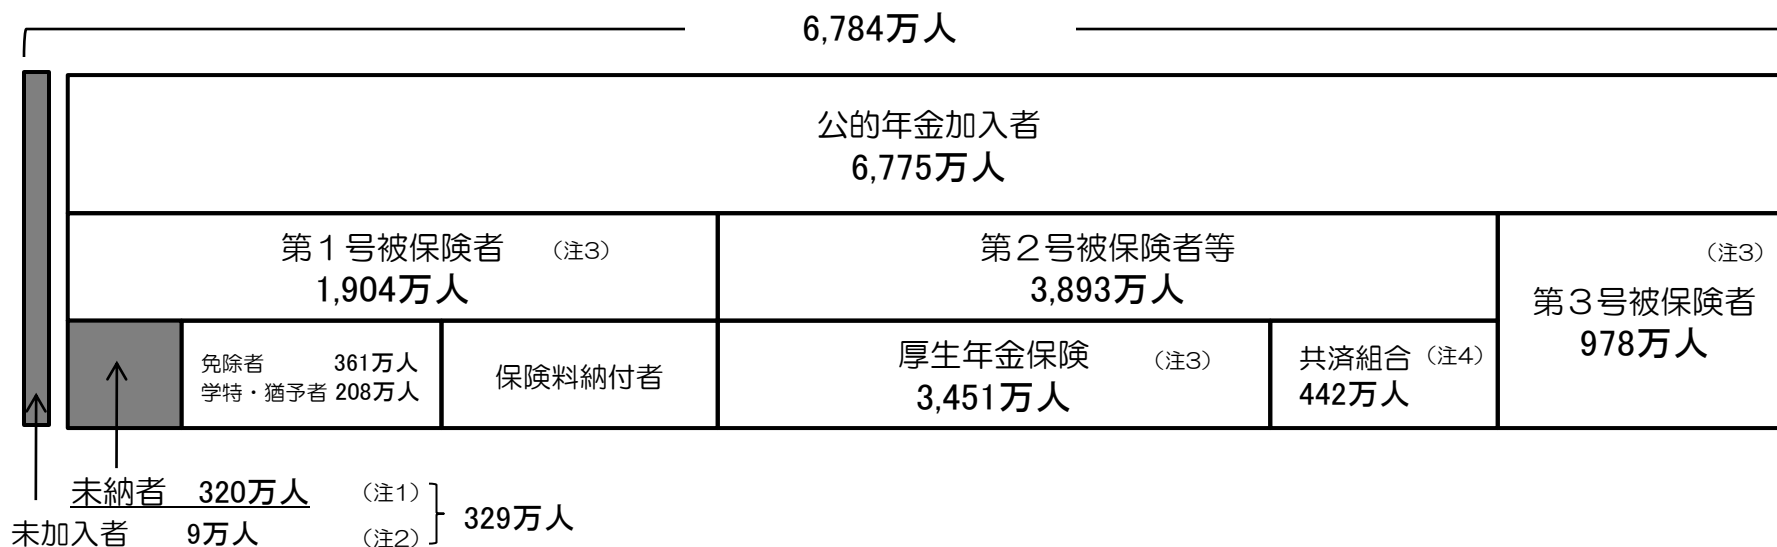 6,784万人
公的年金加入者
6,775万人
第１号被保険者 （注3）
1,904万人
第２号被保険者等
3,893万人
（注3）
第３号被保険者
978万人
免除者 361万人
学特・猶予者 208万人
保険料納付者
厚生年金保険 （注3）
3,451万人
共済組合（注4）
442万人
未納者 320万人 （注1）
未加入者 9万人 （注2）
329万人